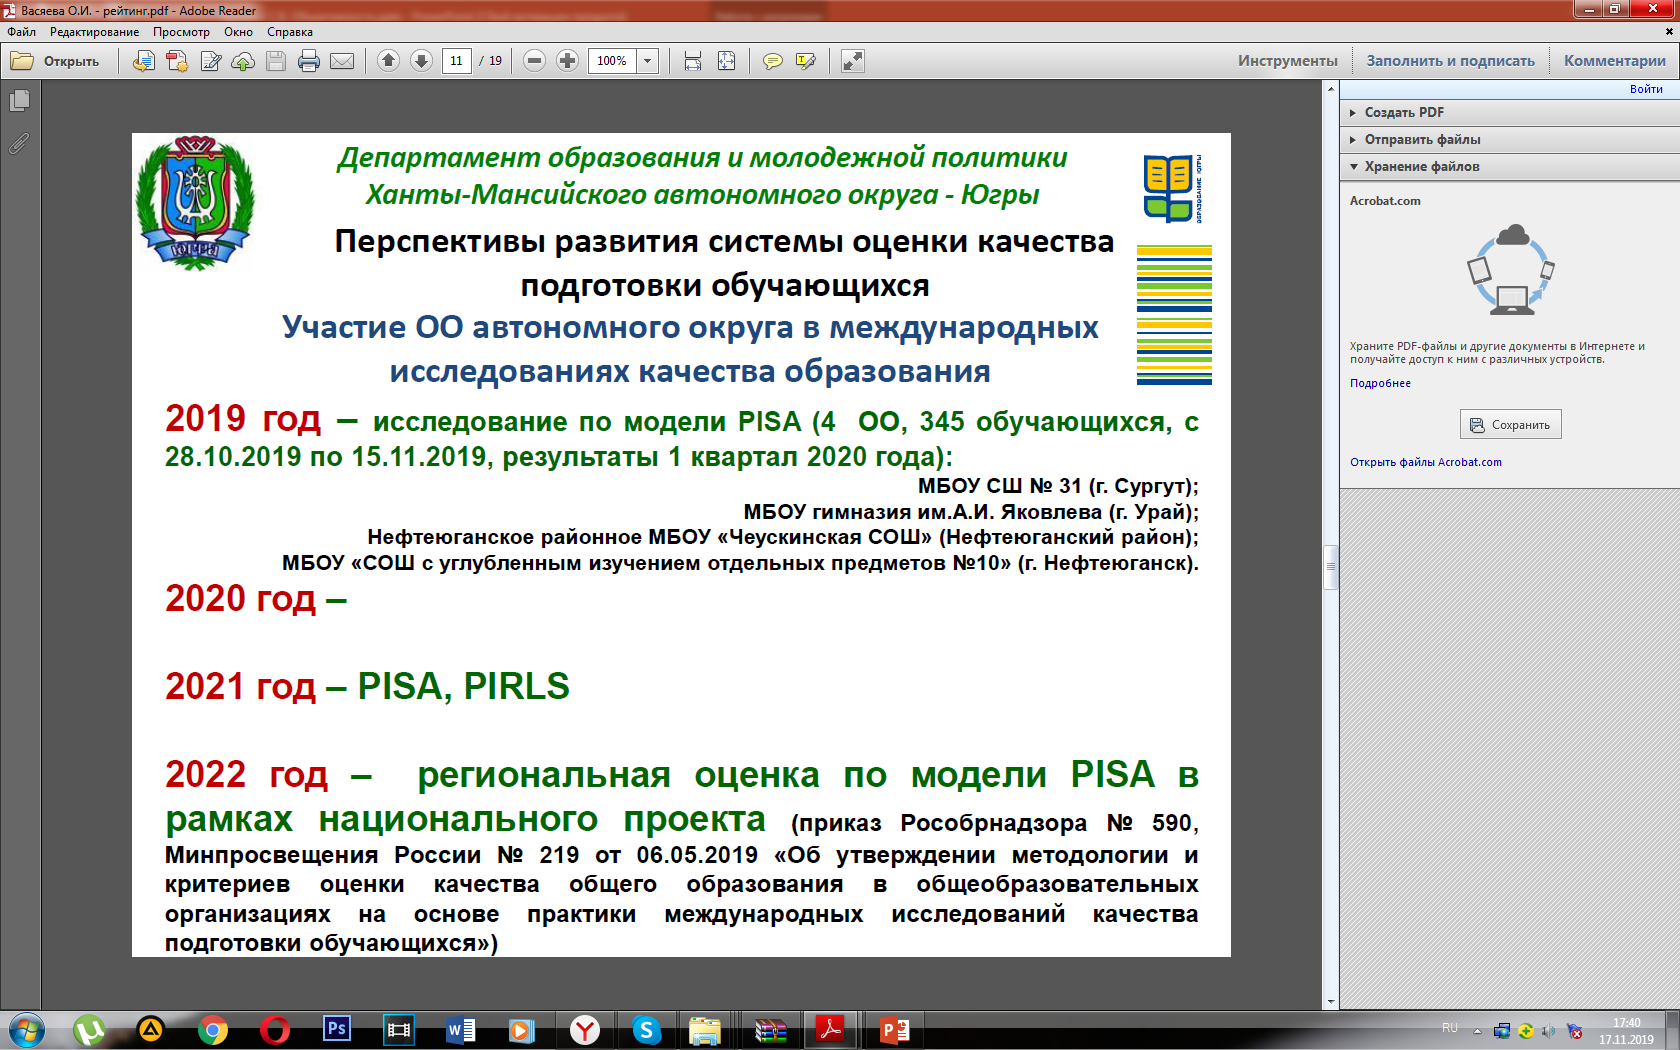 Васяева О.И. - рейтинг.pdf - Adobe Reader
Файл Редактирование Просмотр Окно Справка
Открыть 11 / 19 100% Инструменты Заполнить и подписать Комментарии
Войти
Создать PDF
Отправить файлы
Хранение файлов
Acrobat.com
Храните PDF-файлы и другие документы в Интернете и
получайте доступ к ним с различных устройств.
Подробнее
Сохранить
Открыть файлы Acrobat.com
Департамент образования и молодежной политики
Ханты-Мансийского автономного округа - Югры
ЮГРА
ОБРАЗОВАНИЕ ЮГРЫ
Перспективы развития системы оценки качества
подготовки обучающихся
Участие ОО автономного округа в международных
исследованиях качества образования
2019 год – исследование по модели PISA (4 ОО, 345 обучающихся, с
28.10.2019 по 15.11.2019, результаты 1 квартал 2020 года):
МБОУ СШ № 31 (г. Сургут);
МБОУ гимназия им.А.И. Яковлева (г. Урай);
Нефтеюганское районное МБОУ «Чеускинская СОШ» (Нефтеюганский район);
МБОУ «СОШ с углубленным изучением отдельных предметов №10» (г. Нефтеюганск).
2020 год –
2021 год – PISA, PIRLS
2022 год – региональная оценка по модели PISA в
рамках национального проекта (приказ Рособрнадзора № 590,
Минпросвещения России № 219 от 06.05.2019 «Об утверждении методологии и
критериев оценки качества общего образования в общеобразовательных
организациях на основе практики международных исследований качества
подготовки обучающихся»)
RU
17:40
17.11.2019